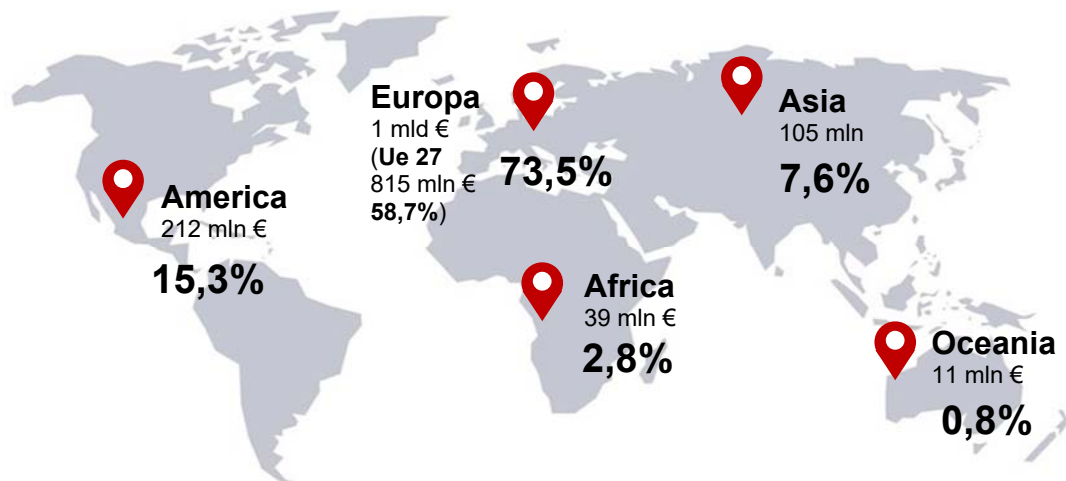 Europa
1 mld €
(Ue 27
815 mln €
58,7%)
73,5%
Asia
105 mln
7,6%
America
212 mln €
15,3%
Africa
39 mln €
2,8%
Oceania
11 mln €
0,8%